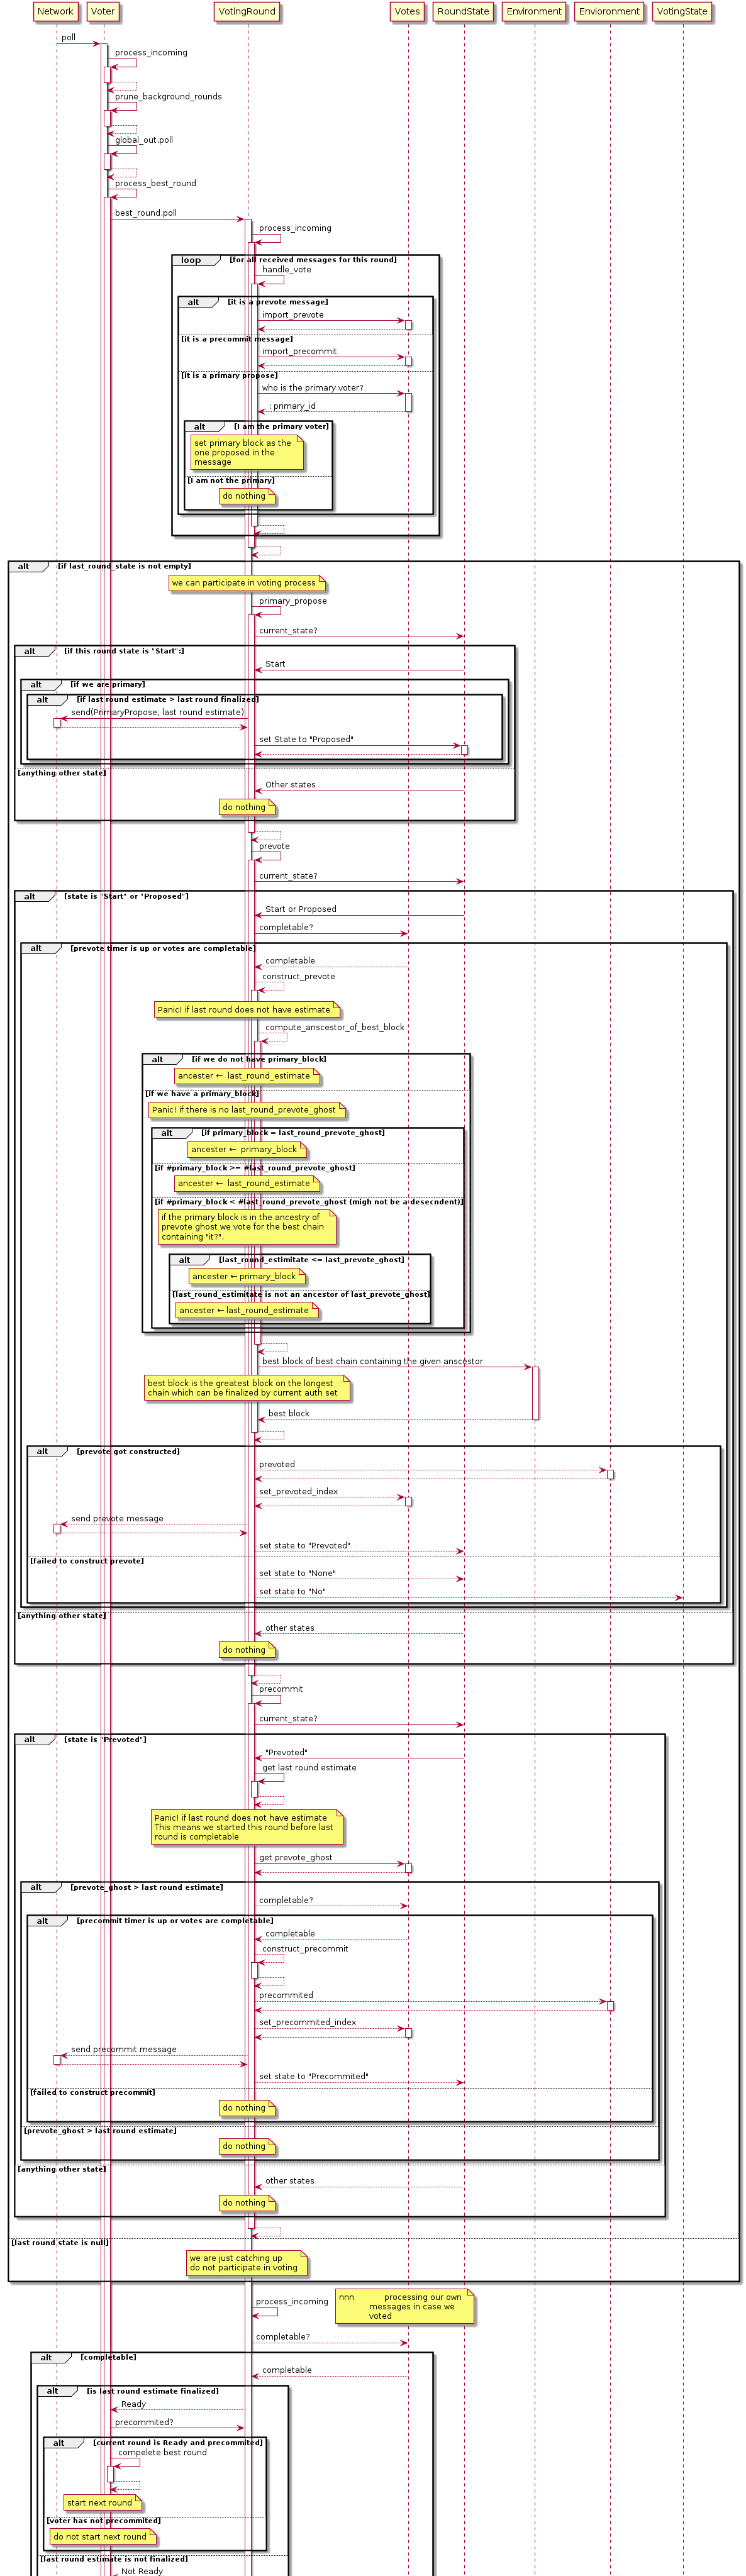 Network Voter VotingRound Votes RoundState Environment Envioronment VotingState
poll
process_incoming
prune_background_rounds
global_out.poll
process_best_round
best_round.poll
process_incoming
loop [for all received messages for this round]
handle_vote
alt [it is a prevote message]
import_prevote
[it is a precommit message]
import_precommit
[it is a primary propose]
who is the primary voter?
: primary_id
alt [I am the primary voter]
set primary block as the
one proposed in the
message
[I am not the primary]
do nothing
alt [if last_round_state is not empty]
we can participate in voting process
primary_propose
current_state?
alt [if this round state is "Start":]
Start
alt [if we are primary]
alt [if last round estimate > last round finalized]
send(PrimaryPropose, last round estimate)
set State to "Proposed"
[anything other state]
Other states
do nothing
prevote
current_state?
alt [state is "Start" or "Proposed"]
Start or Proposed
completable?
alt [prevote timer is up or votes are completable]
completable
construct_prevote
Panic! if last round does not have estimate
compute_anscestor_of_best_block
alt [if we do not have primary_block]
ancester ← last_round_estimate
[if we have a primary_block]
Panic! if there is no last_round_prevote_ghost
alt [if primary_block = last_round_prevote_ghost]
ancester ← primary_block
[if #primary_block >= #last_round_prevote_ghost]
ancester ← last_round_estimate
[if #primary_block < #last_round_prevote_ghost (migh not be a desecndent)]
if the primary block is in the ancestry of
prevote ghost we vote for the best chain
containing "it?".
alt [last_round_estimitate <= last_prevote_ghost]
ancester ← primary_block
[last_round_estimitate is not an ancestor of last_prevote_ghost]
ancester ← last_round_estimate
best block of best chain containing the given anscestor
best block is the greatest block on the longest
chain which can be finalized by current auth set
best block
alt [prevote got constructed]
prevoted
set_prevoted_index
send prevote message
set state to "Prevoted"
[failed to construct prevote]
set state to "None"
set state to "No"
[anything other state]
other states
do nothing
precommit
current_state?
alt [state is "Prevoted"]
"Prevoted"
get last round estimate
Panic! if last round does not have estimate
This means we started this round before last
round is completable
get prevote_ghost
alt [prevote_ghost > last round estimate]
completable?
alt [precommit timer is up or votes are completable]
completable
construct_precommit
precommited
set_precommited_index
send precommit message
set state to "Precommited"
[failed to construct precommit]
do nothing
[prevote_ghost > last round estimate]
do nothing
[anything other state]
other states
do nothing
[last round state is null]
we are just catching up
do not participate in voting
nnn processing our own
messages in case we
voted
process_incoming
completable?
alt [completable]
completable
alt [is last round estimate finalized]
Ready
precommited?
alt [current round is Ready and precommited]
compelete best round
start next round
[voter has not precommited]
do not start next round
[last round estimate is not finalized]
Not Ready